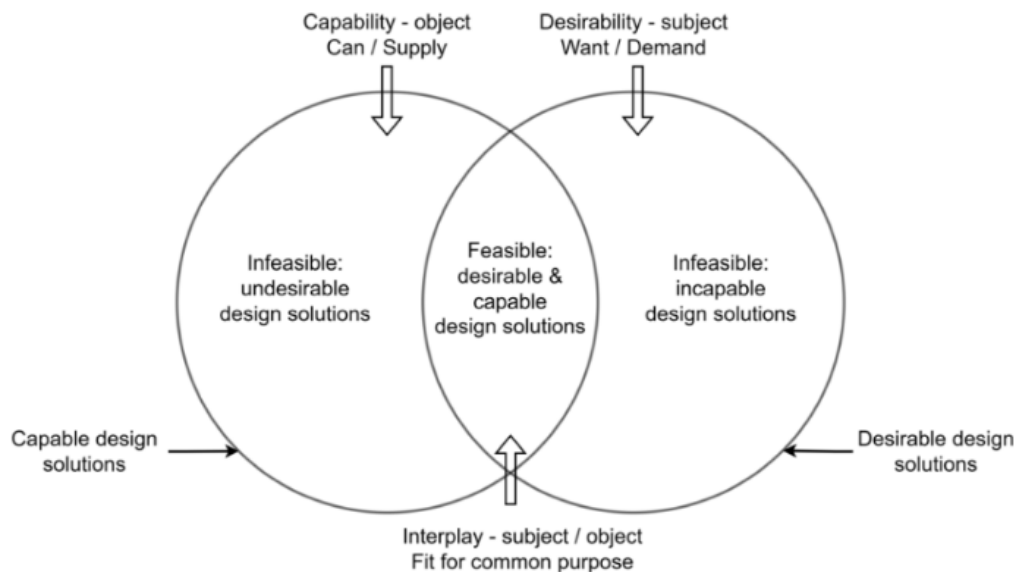 Capability - object
Can / Supply
Desirability - subject
Want / Demand
Infeasible:
undesirable
design solutions
Feasible:
desirable &
capable
design solutions
Infeasible:
incapable
design solutions
Capable design
solutions
Desirable design
solutions
Interplay - subject / object
Fit for common purpose